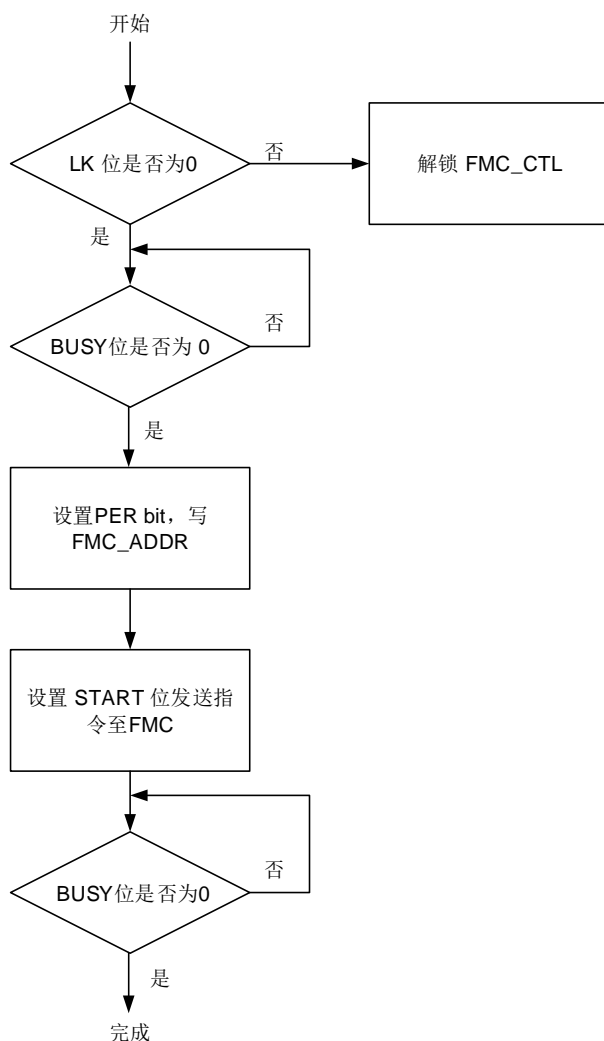 开始
LK 位是否为0
否
解锁 FMC_CTL
是
BUSY位是否为 0
否
是
设置PER bit，写
FMC_ADDR
设置 START 位发送指
令至FMC
BUSY位是否为0
否
是
完成